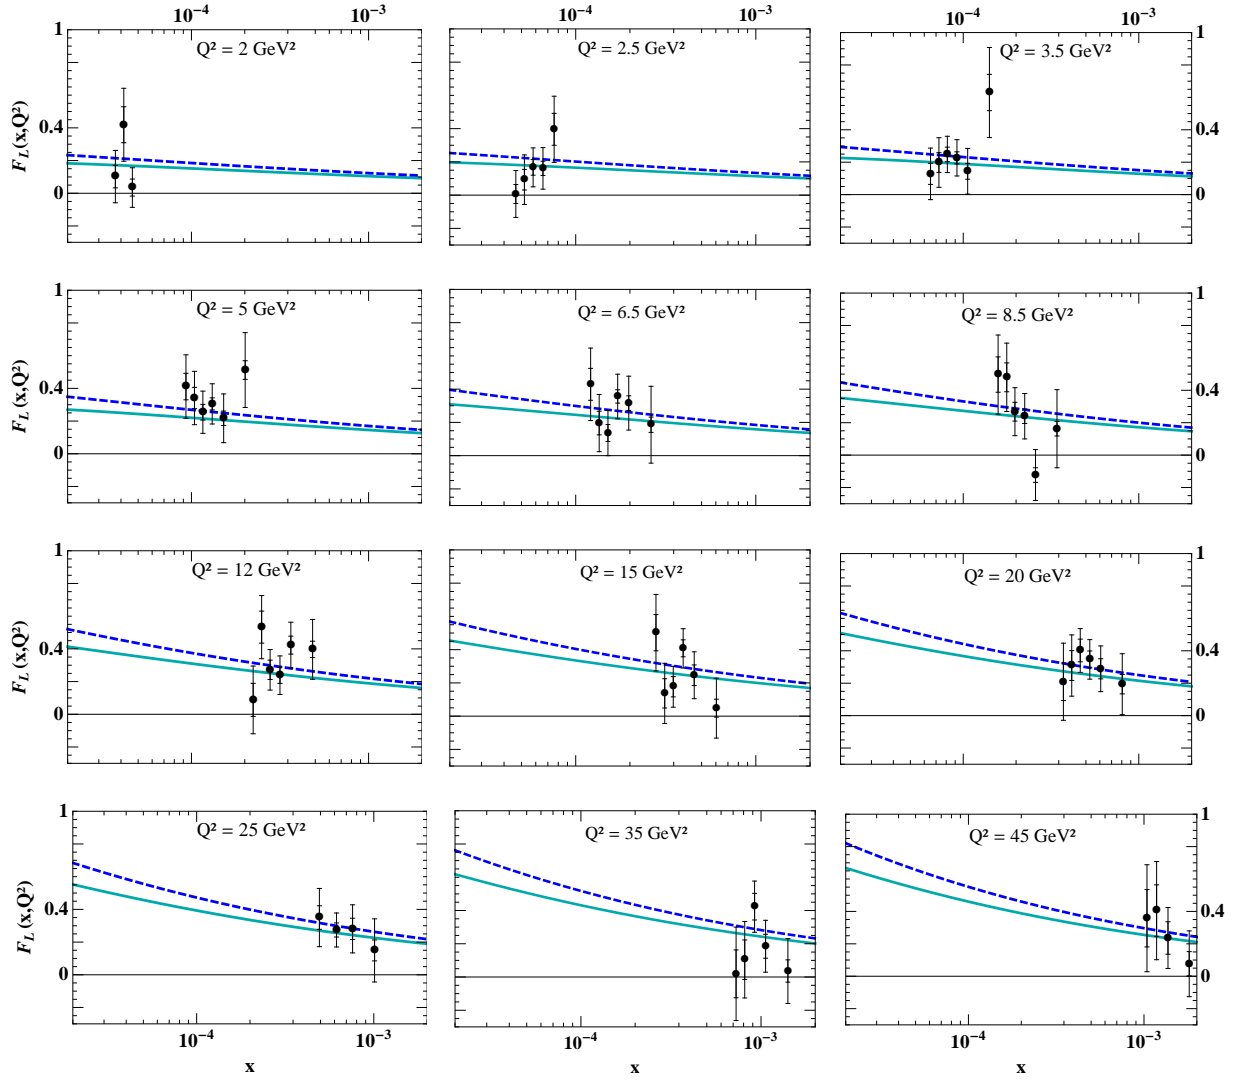 10⁻⁴ 10⁻³ 10⁻⁴ 10⁻³ 10⁻⁴ 10⁻³
1 Q² = 2 GeV² Q² = 2.5 GeV² Q² = 3.5 GeV² 1
F_L(x,Q²) 0.4 0.4
0 0
1 Q² = 5 GeV² Q² = 6.5 GeV² Q² = 8.5 GeV² 1
F_L(x,Q²) 0.4 0.4
0 0
1 Q² = 12 GeV² Q² = 15 GeV² Q² = 20 GeV² 1
F_L(x,Q²) 0.4 0.4
0 0
1 Q² = 25 GeV² Q² = 35 GeV² Q² = 45 GeV² 1
F_L(x,Q²) 0.4 0.4
0 0
10⁻⁴ 10⁻³ 10⁻⁴ 10⁻³ 10⁻⁴ 10⁻³
x x x